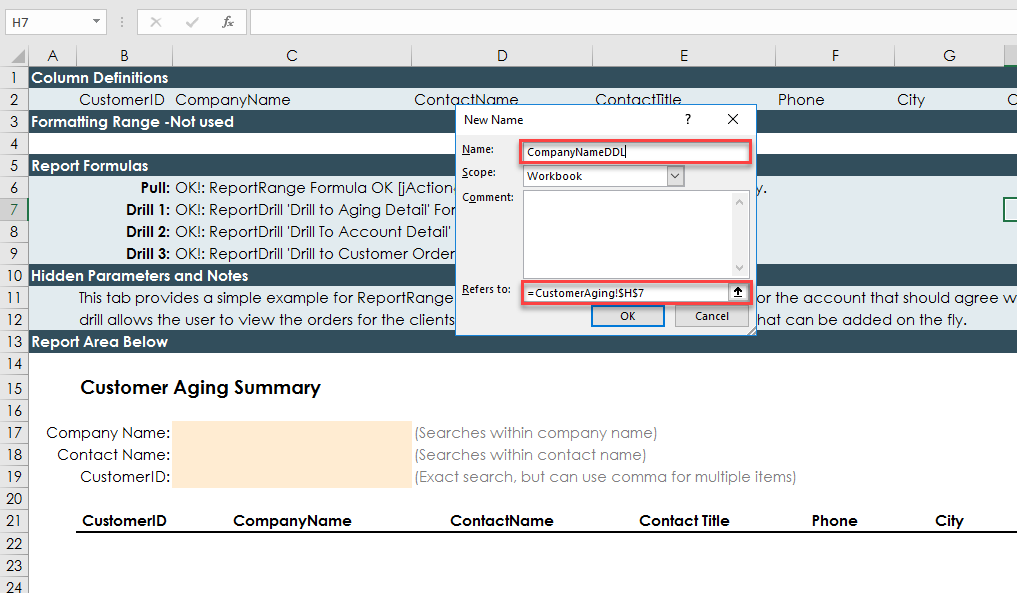 H7 fx
A B C D E F G
1 Column Definitions
2 CustomerID CompanyName ContactName ContactTitle Phone City C
3 Formatting Range -Not used
4
5 Report Formulas
6 Pull: OK!: ReportRange Formula OK [jAction y.
7 Drill 1: OK!: ReportDrill 'Drill to Aging Detail' For
8 Drill 2: OK!: ReportDrill 'Drill To Account Detail'
9 Drill 3: OK!: ReportDrill 'Drill to Customer Order
10 Hidden Parameters and Notes
11 This tab provides a simple example for ReportRange or the account that should agree w
12 drill allows the user to view the orders for the clients hat can be added on the fly.
13 Report Area Below
14
15 Customer Aging Summary
16
17 Company Name: (Searches within company name)
18 Contact Name: (Searches within contact name)
19 CustomerID: (Exact search, but can use comma for multiple items)
20
21 CustomerID CompanyName ContactName Contact Title Phone City
22
23
24
New Name ?
Name: CompanyNameDDL
Scope: Workbook
Comment:
Refers to: =CustomerAging!$H$7
OK Cancel